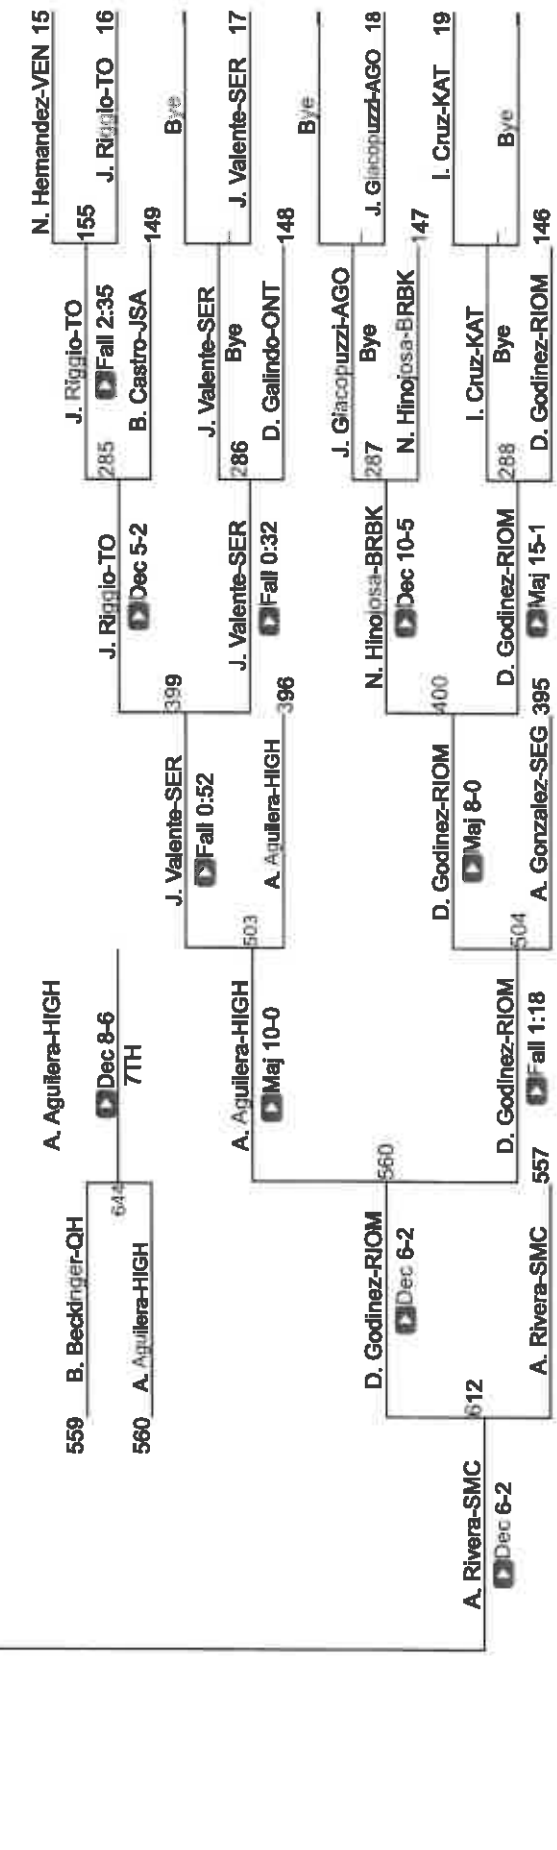 N. Hernandez-VEN 15
J. Riggio-TO
155
J. Riggio-TO 16
J. Riggio-TO
285
Fall 2:35
B. Castro-JSA 149
Dec 5-2
Bye
J. Valente-SER
399
J. Valente-SER
Bye
J. Valente-SER 17
J. Valente-SER
286
D. Galindo-ONT 148
Fall 0:32
Fall 0:52
A. Aguilera-HIGH 396
A. Aguilera-HIGH
503
Maj 10-0
559 B. Beckinger-QH
A. Aguilera-HIGH
644
Dec 8-6
7TH
560 A. Aguilera-HIGH
Bye
J. Giacopuzzi-AGO
Bye
J. Giacopuzzi-AGO 18
N. Hinojosa-BRBK
287
N. Hinojosa-BRBK 147
Dec 10-5
D. Godinez-RIOM
400
I. Cruz-KAT 19
I. Cruz-KAT
Bye
Bye
D. Godinez-RIOM
288
D. Godinez-RIOM 146
Maj 15-1
Maj 8-0
A. Gonzalez-SEG 395
D. Godinez-RIOM
504
Fall 1:18
D. Godinez-RIOM
560
Dec 6-2
A. Rivera-SMC 557
A. Rivera-SMC
612
Dec 6-2